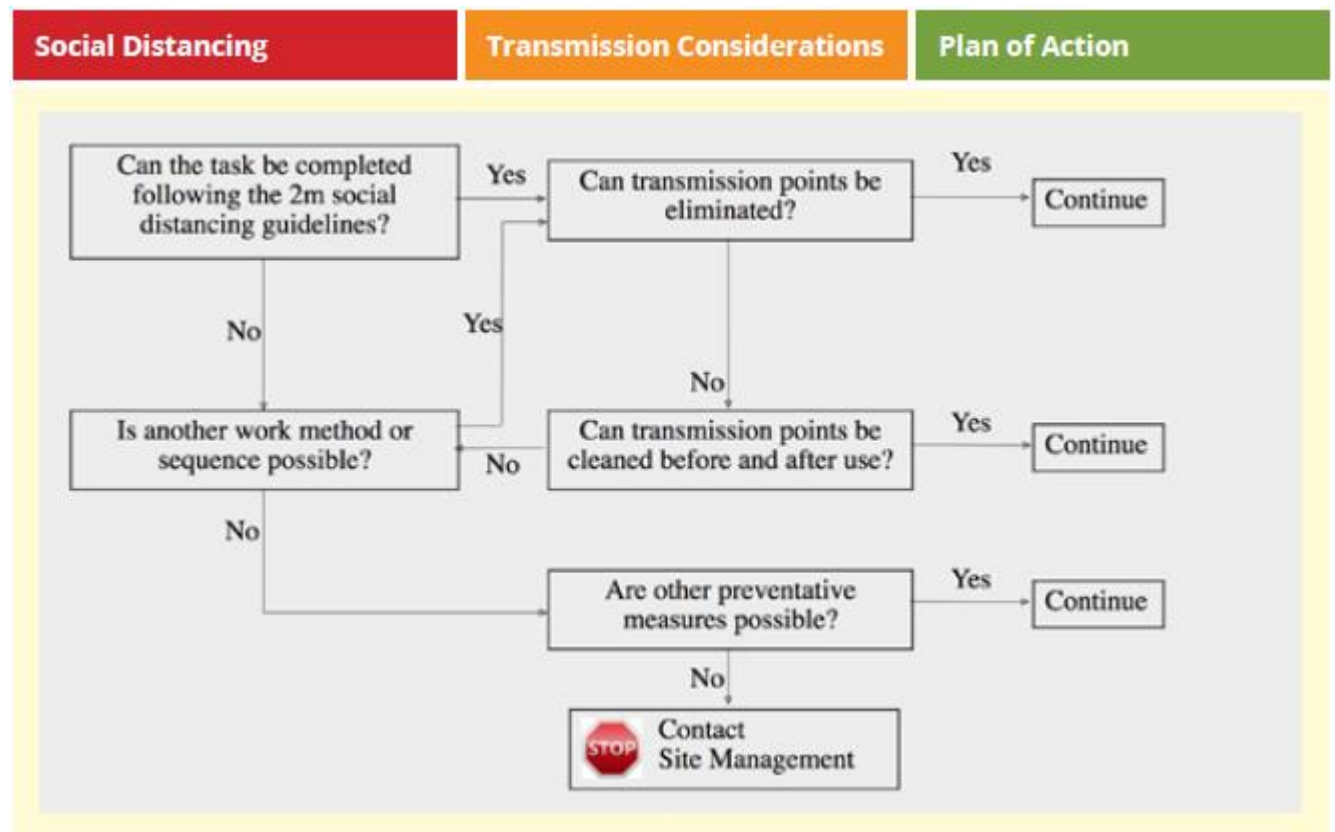 Social Distancing
Transmission Considerations
Plan of Action
Can the task be completed
following the 2m social
distancing guidelines?
Yes
Can transmission points be
eliminated?
Yes
Continue
No
Yes
No
Is another work method or
sequence possible?
No
Can transmission points be
cleaned before and after use?
Yes
Continue
No
Are other preventative
measures possible?
Yes
Continue
No
STOP
Contact
Site Management